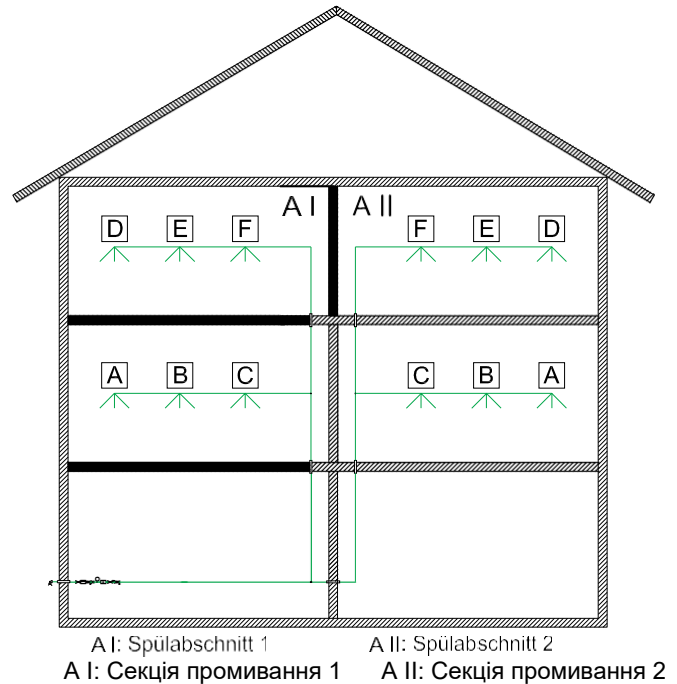 A I A II
D E F F E D
A B C C B A
A I: Spülabschnitt 1 A II: Spülabschnitt 2
A I: Секція промивання 1 A II: Секція промивання 2